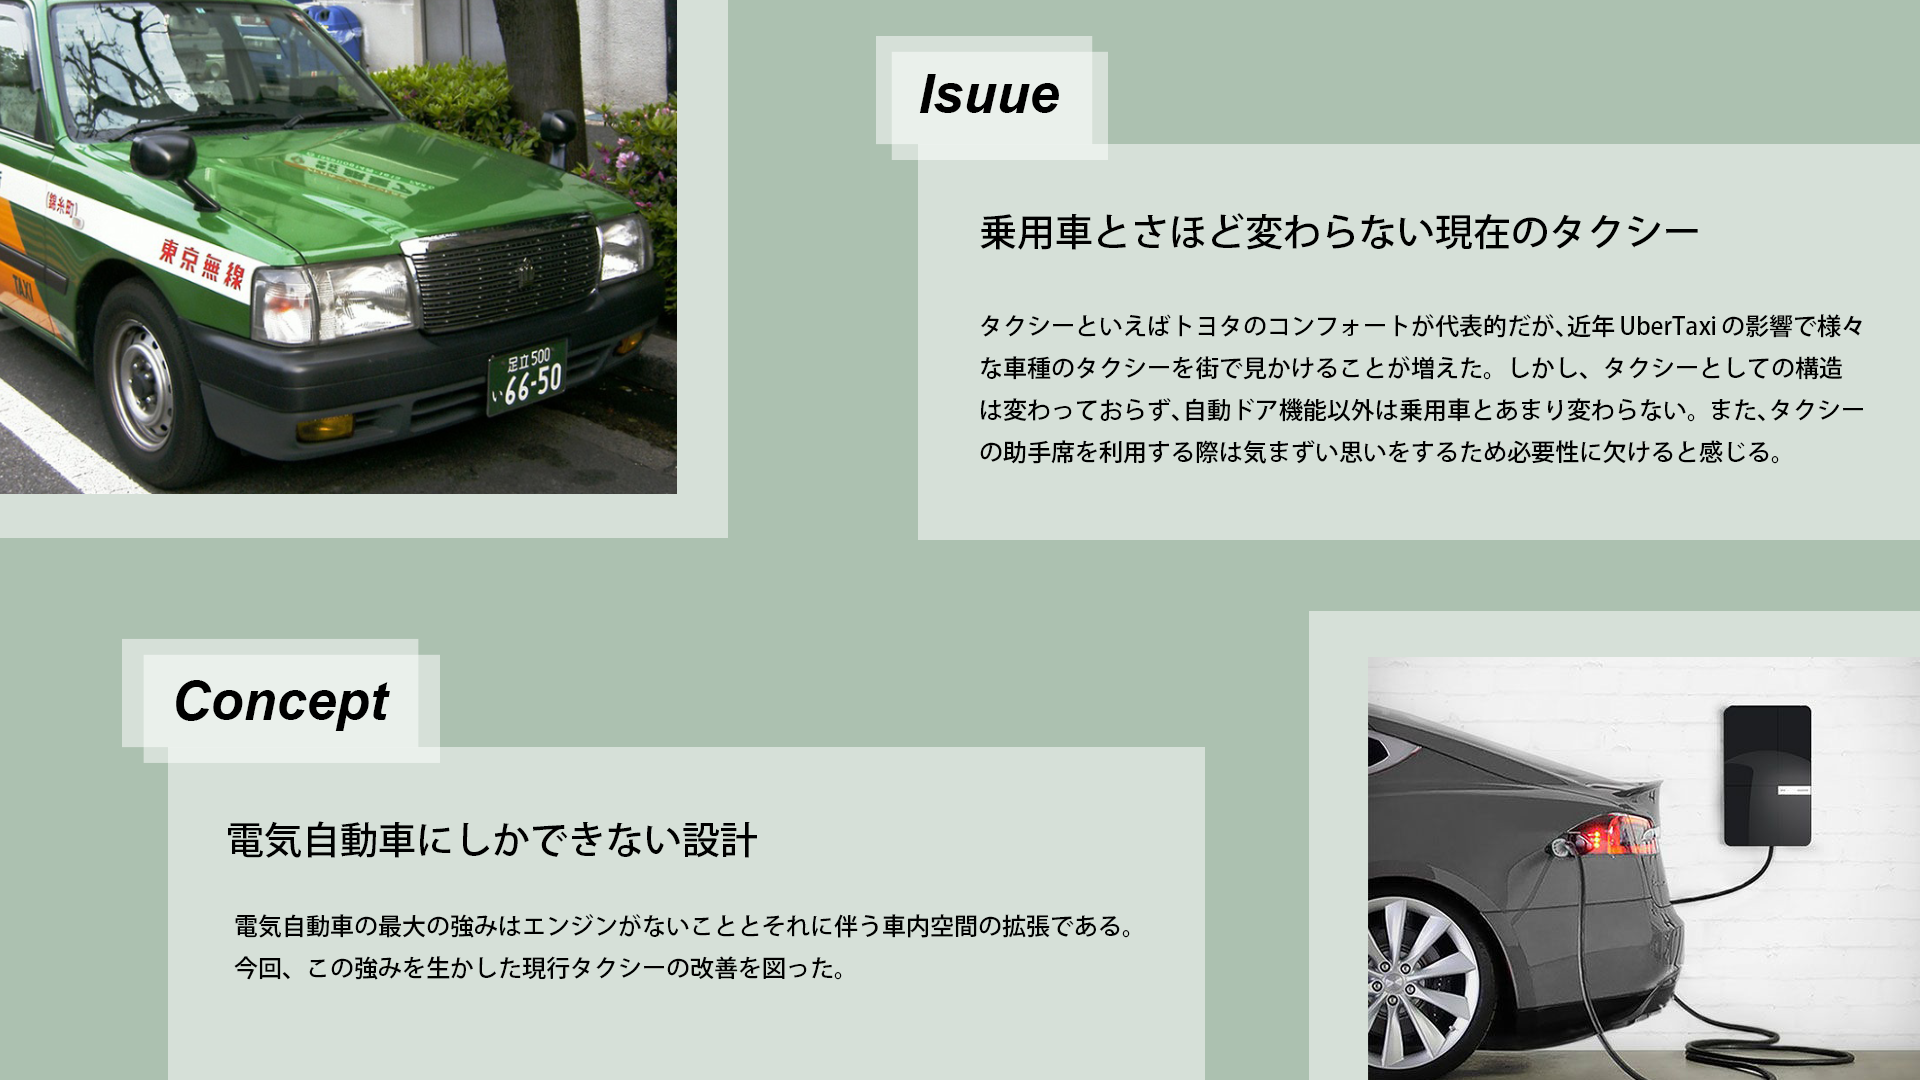 (錦糸町)
東京無線
TAXI
足立 500
い 66-50
Isuue
乗用車とさほど変わらない現在のタクシー
タクシーといえばトヨタのコンフォートが代表的だが、近年 UberTaxi の影響で様々
な車種のタクシーを街で見かけることが増えた。しかし、タクシーとしての構造
は変わっておらず、自動ドア機能以外は乗用車とあまり変わらない。また、タクシー
の助手席を利用する際は気まずい思いをするため必要性に欠けると感じる。
Concept
電気自動車にしかできない設計
電気自動車の最大の強みはエンジンがないこととそれに伴う車内空間の拡張である。
今回、この強みを生かした現行タクシーの改善を図った。